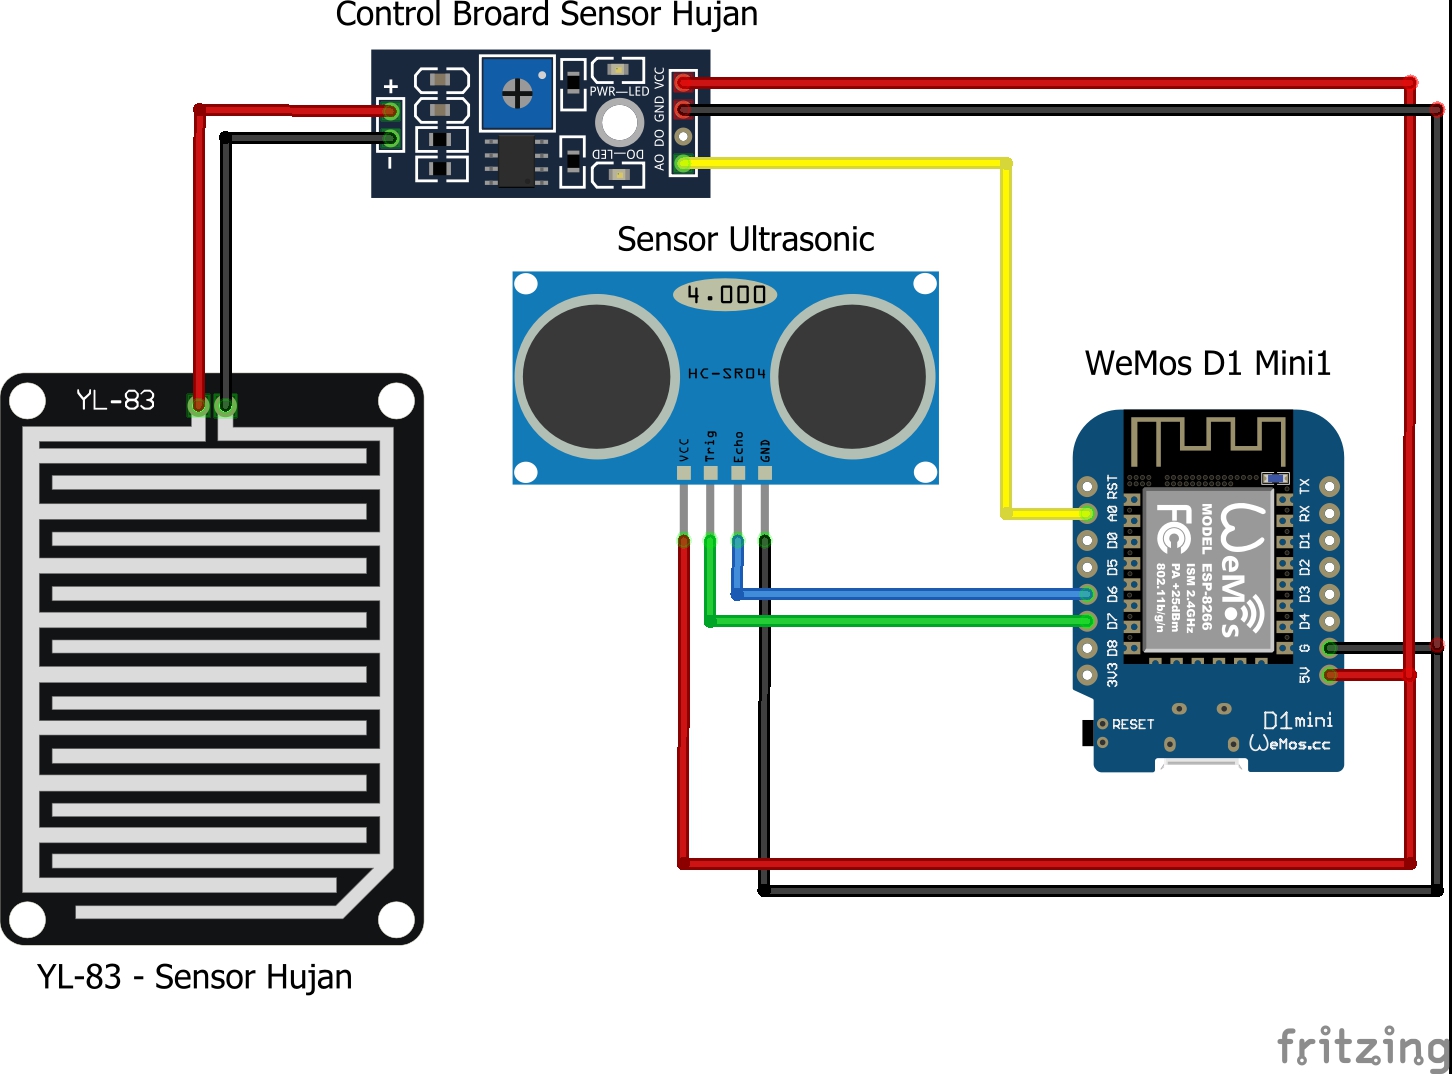 Control Broard Sensor Hujan
+
-
PWR—LED
DO—LED
VCC
GND
DO
AO
Sensor Ultrasonic
4.000
HC-SR04
VCC
Trig
Echo
GND
WeMos D1 Mini1
RST
A0
D0
D5
D6
D7
D8
3V3
TX
RX
D1
D2
D3
D4
G
5V
WeMos
MODEL ESP-8266
ISM 2.4GHz
PA +25dBm
802.11b/g/n
FC
RESET
D1mini
WeMos.cc
YL-83
YL-83 - Sensor Hujan
fritzing